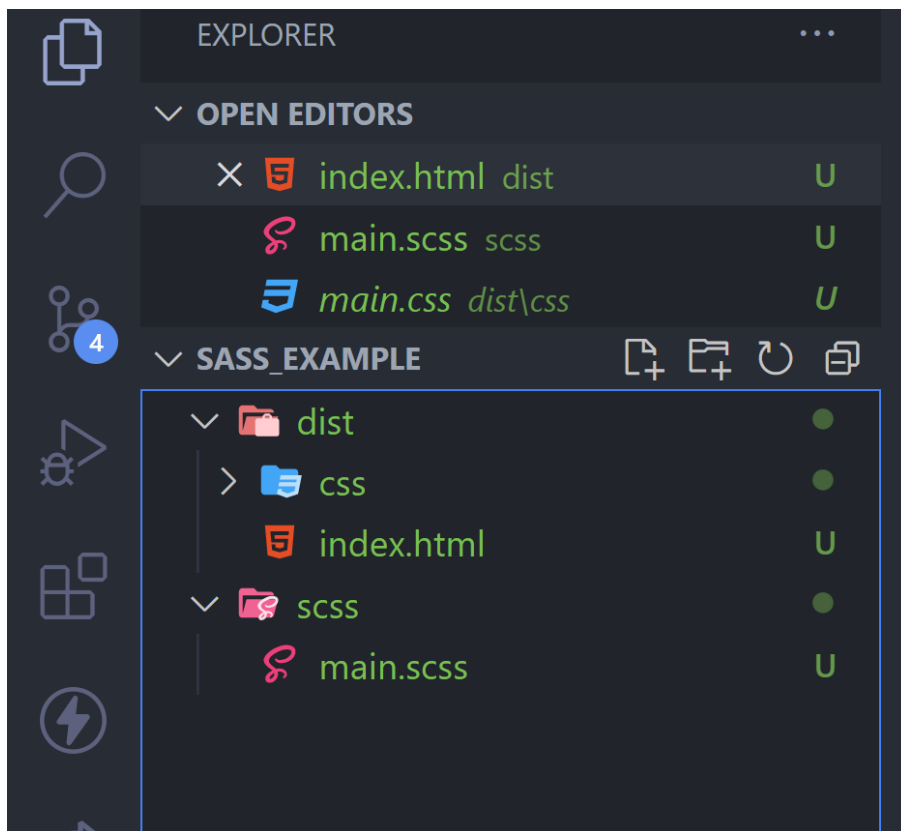 EXPLORER ···
OPEN EDITORS
index.html dist U
main.scss scss U
main.css dist\css U
4
SASS_EXAMPLE
dist
css
index.html U
scss
main.scss U